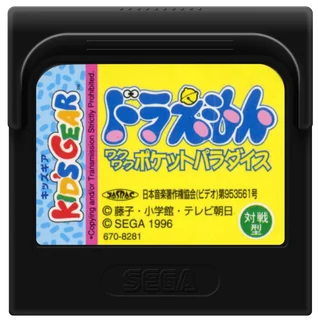 キッズギア
KID'S GEAR
*Copying and/or Transmission Strictly Prohibited.
ドラえもん
ワクワクポケットパラダイス
JASRAC
日本音楽著作権協会(ビデオ)第953561号
© 藤子・小学館・テレビ朝日
© SEGA 1996
670-8281
対戦型
SEGA